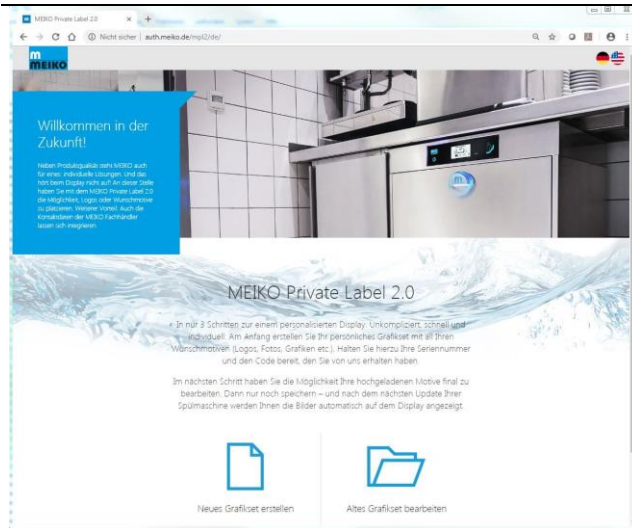 MEIKO Private Label 2.0
Nicht sicher | auth.meiko.de/mpl2/de/
m
MEIKO
Willkommen in der
Zukunft!
Neben Produktqualität steht MEIKO auch
für eines: individuelle Lösungen. Und das
hört beim Display nicht auf! An dieser Stelle
haben Sie mit dem MEIKO Private Label 2.0
die Möglichkeit, Logos oder Wunschmotive
zu platzieren. Weiterer Vorteil: Auch die
Kontaktdaten der MEIKO Fachhändler
lassen sich integrieren.
MEIKO Private Label 2.0
In nur 3 Schritten zur einem personalisierten Display. Unkompliziert, schnell und
individuell: Am Anfang erstellen Sie Ihr persönliches Grafikset mit all Ihren
Wunschmotiven (Logos, Fotos, Grafiken etc.). Halten Sie hierzu Ihre Seriennummer
und den Code bereit, den Sie von uns erhalten haben.
Im nächsten Schritt haben Sie die Möglichkeit Ihre hochgeladenen Motive final zu
bearbeiten. Dann nur noch speichern – und nach dem nächsten Update Ihrer
Spülmaschine werden Ihnen die Bilder automatisch auf dem Display angezeigt.
Neues Grafikset erstellen
Altes Grafikset bearbeiten